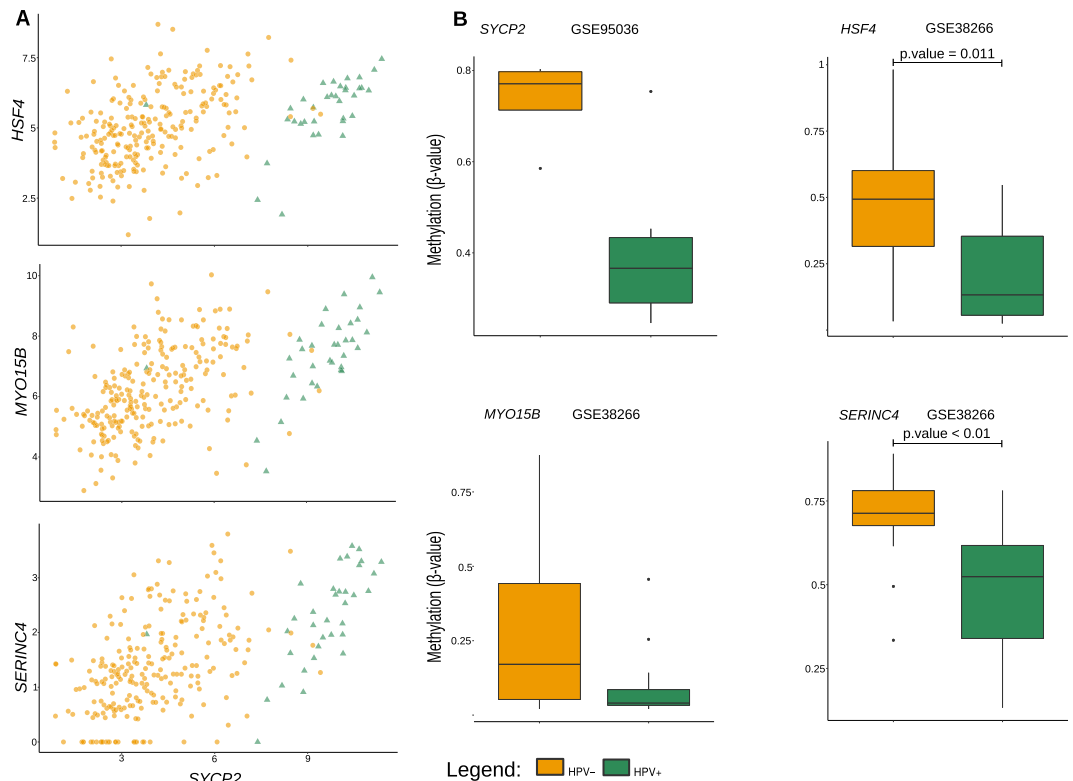 A
HSF4
7.5
5.0
2.5
MYO15B
10
8
6
4
SERINC4
3
2
1
0
3 6 9
SYCP2
B
SYCP2 GSE95036
Methylation (β-value)
0.8
0.6
0.4
HSF4 GSE38266
p.value = 0.011
1
0.75
0.5
0.25
0
MYO15B GSE38266
Methylation (β-value)
0.75
0.5
0.25
0
SERINC4 GSE38266
p.value < 0.01
0.75
0.5
0.25
Legend: HPV− HPV+